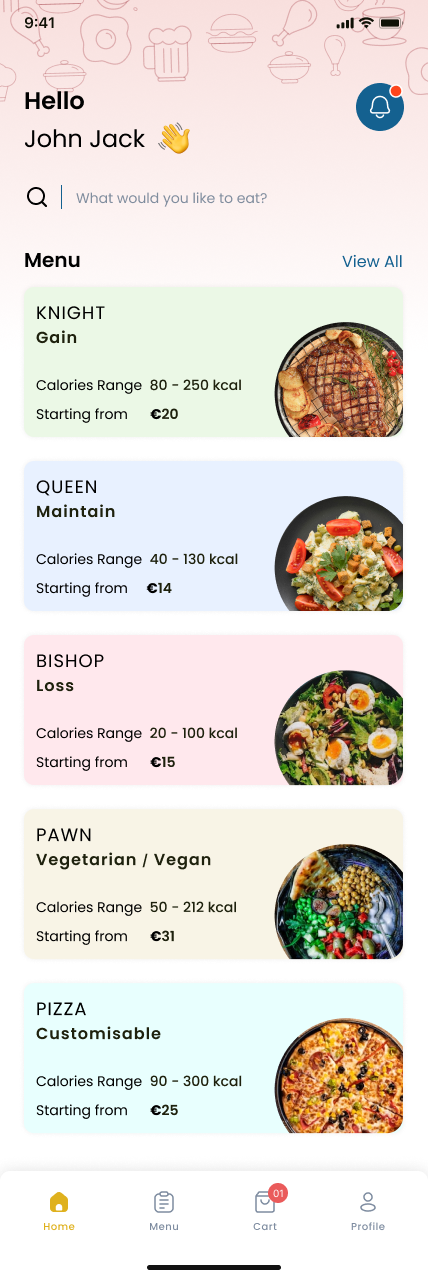 9:41
Hello
John Jack
What would you like to eat?
Menu
View All
KNIGHT
Gain
Calories Range 80 - 250 kcal
Starting from €20
QUEEN
Maintain
Calories Range 40 - 130 kcal
Starting from €14
BISHOP
Loss
Calories Range 20 - 100 kcal
Starting from €15
PAWN
Vegetarian / Vegan
Calories Range 50 - 212 kcal
Starting from €31
PIZZA
Customisable
Calories Range 90 - 300 kcal
Starting from €25
01
Home Menu Cart Profile